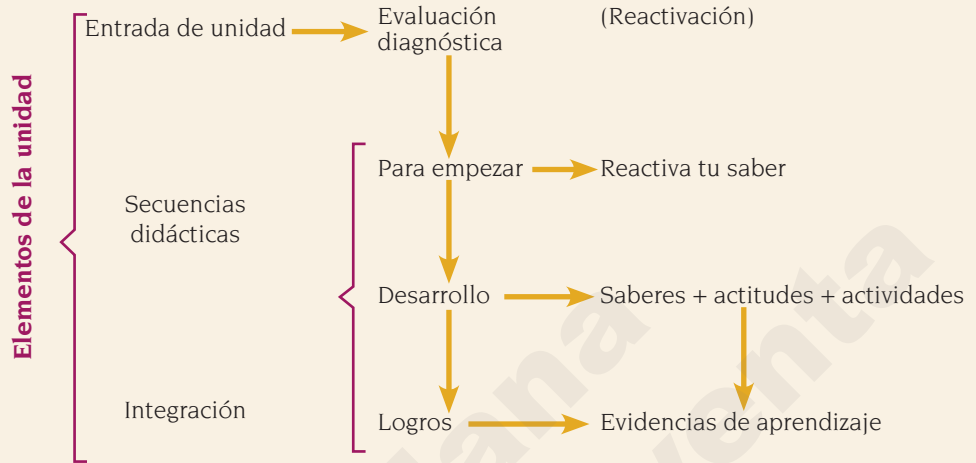 Elementos de la unidad
Entrada de unidad
Evaluación
diagnóstica
(Reactivación)
Secuencias
didácticas
Para empezar
Reactiva tu saber
Desarrollo
Saberes + actitudes + actividades
Integración
Logros
Evidencias de aprendizaje
venta